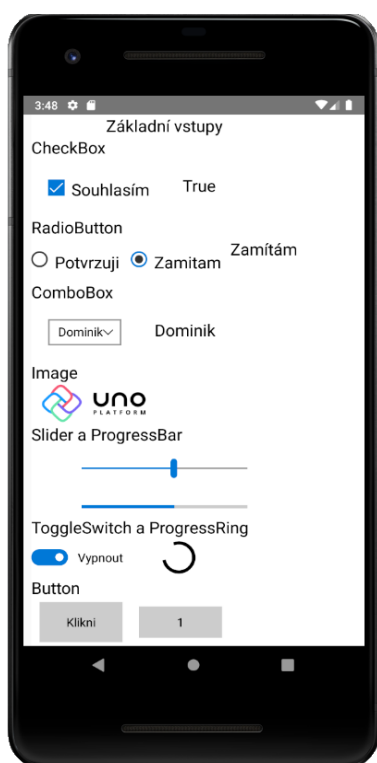 3:48
Základní vstupy
CheckBox
Souhlasím True
RadioButton
Potvrzuji Zamitam Zamítám
ComboBox
Dominik Dominik
Image
UNO
PLATFORM
Slider a ProgressBar
ToggleSwitch a ProgressRing
Vypnout
Button
Klikni 1